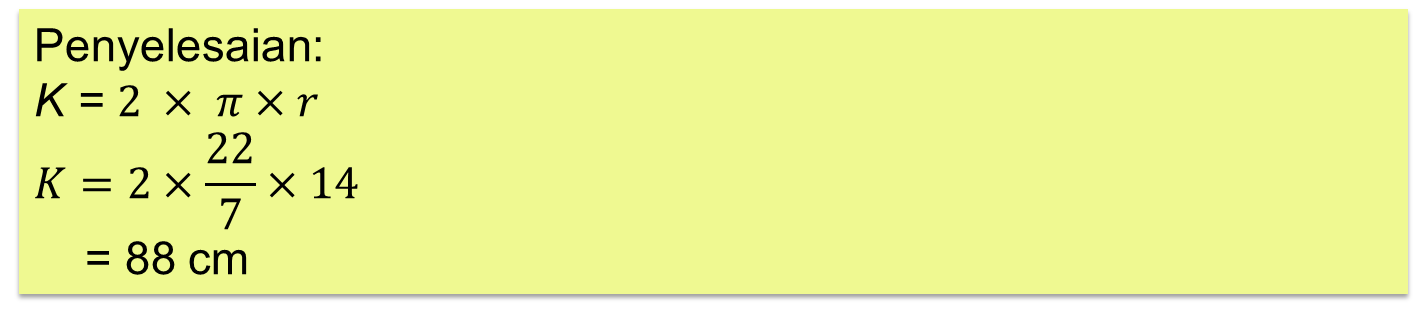 Penyelesaian:
K = 2 × π × r
K = 2 × 22/7 × 14
= 88 cm